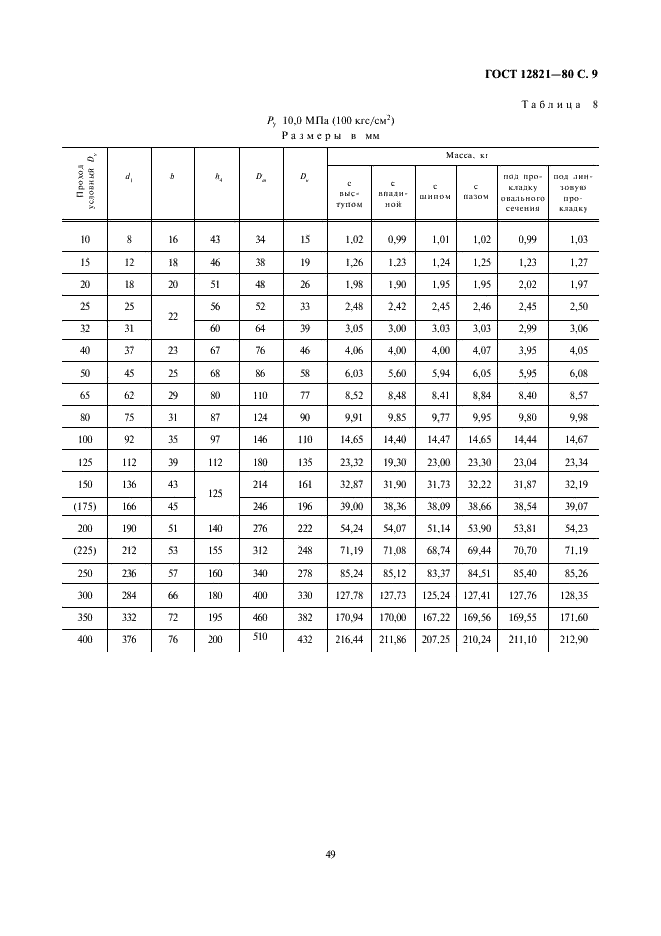 ГОСТ 12821—80 С. 9
Таблица 8
Pу 10,0 МПа (100 кгс/см²)
Размеры в мм
Проход условный Dу d1 b h4 Dm Dn Масса, кг
с выступом с впадиной с шипом с пазом под прокладку овального сечения под линзовую прокладку
10 8 16 43 34 15 1,02 0,99 1,01 1,02 0,99 1,03
15 12 18 46 38 19 1,26 1,23 1,24 1,25 1,23 1,27
20 18 20 51 48 26 1,98 1,90 1,95 1,95 2,02 1,97
25 25 22 56 52 33 2,48 2,42 2,45 2,46 2,45 2,50
32 31 60 64 39 3,05 3,00 3,03 3,03 2,99 3,06
40 37 23 67 76 46 4,06 4,00 4,00 4,07 3,95 4,05
50 45 25 68 86 58 6,03 5,60 5,94 6,05 5,95 6,08
65 62 29 80 110 77 8,52 8,48 8,41 8,84 8,40 8,57
80 75 31 87 124 90 9,91 9,85 9,77 9,95 9,80 9,98
100 92 35 97 146 110 14,65 14,40 14,47 14,65 14,44 14,67
125 112 39 112 180 135 23,32 19,30 23,00 23,30 23,04 23,34
150 136 43 125 214 161 32,87 31,90 31,73 32,22 31,87 32,19
(175) 166 45 246 196 39,00 38,36 38,09 38,66 38,54 39,07
200 190 51 140 276 222 54,24 54,07 51,14 53,90 53,81 54,23
(225) 212 53 155 312 248 71,19 71,08 68,74 69,44 70,70 71,19
250 236 57 160 340 278 85,24 85,12 83,37 84,51 85,40 85,26
300 284 66 180 400 330 127,78 127,73 125,24 127,41 127,76 128,35
350 332 72 195 460 382 170,94 170,00 167,22 169,56 169,55 171,60
400 376 76 200 510 432 216,44 211,86 207,25 210,24 211,10 212,90
49